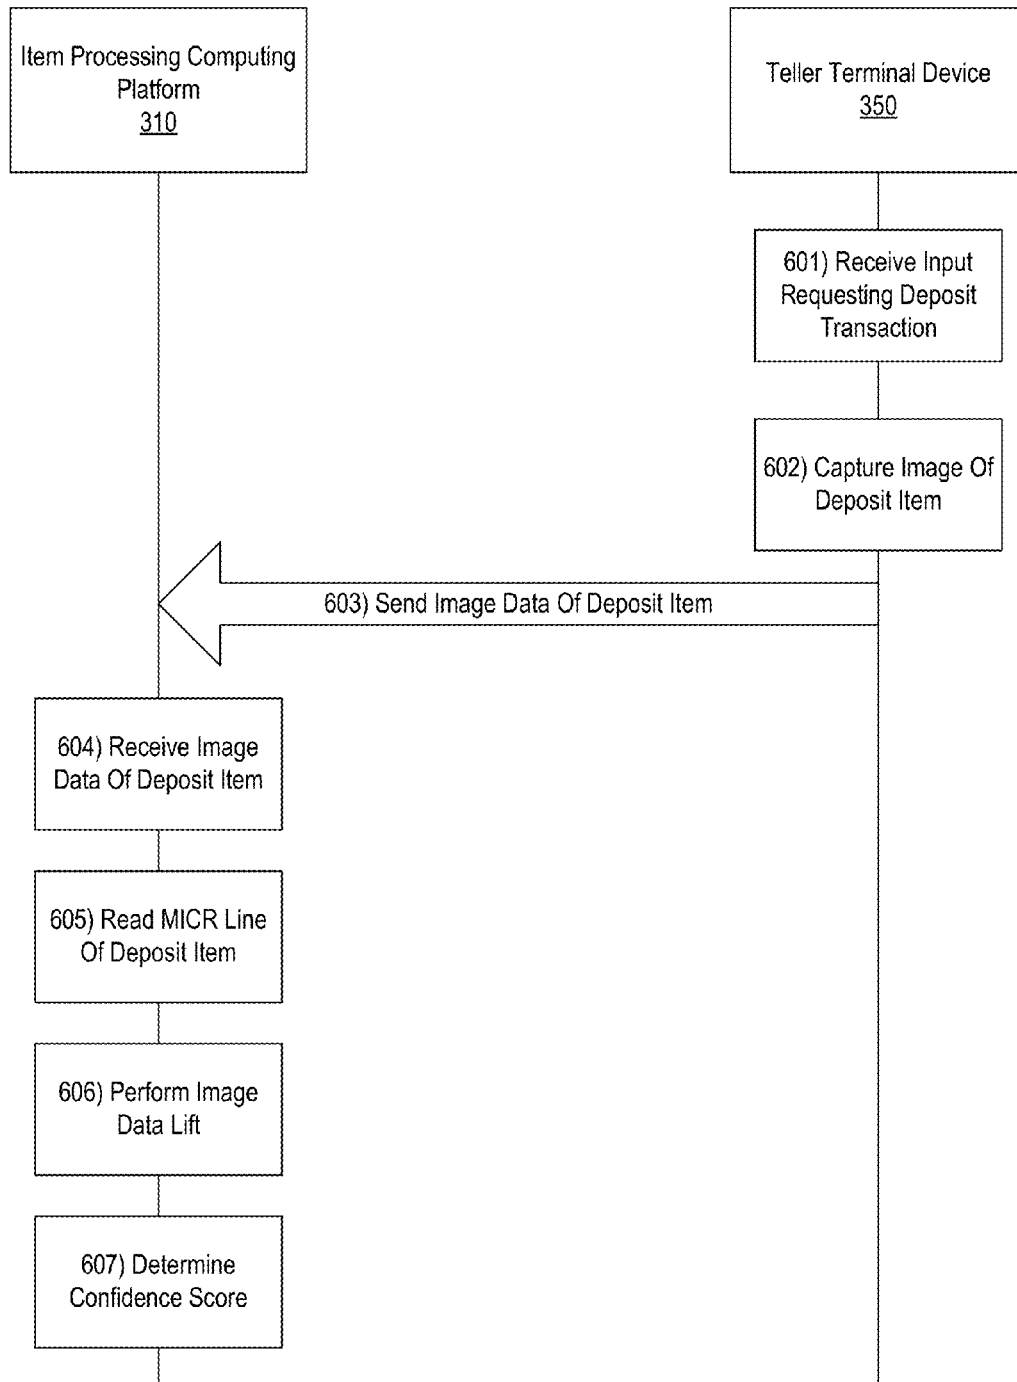 Item Processing Computing
Platform
310
Teller Terminal Device
350
601) Receive Input
Requesting Deposit
Transaction
602) Capture Image Of
Deposit Item
603) Send Image Data Of Deposit Item
604) Receive Image
Data Of Deposit Item
605) Read MICR Line
Of Deposit Item
606) Perform Image
Data Lift
607) Determine
Confidence Score